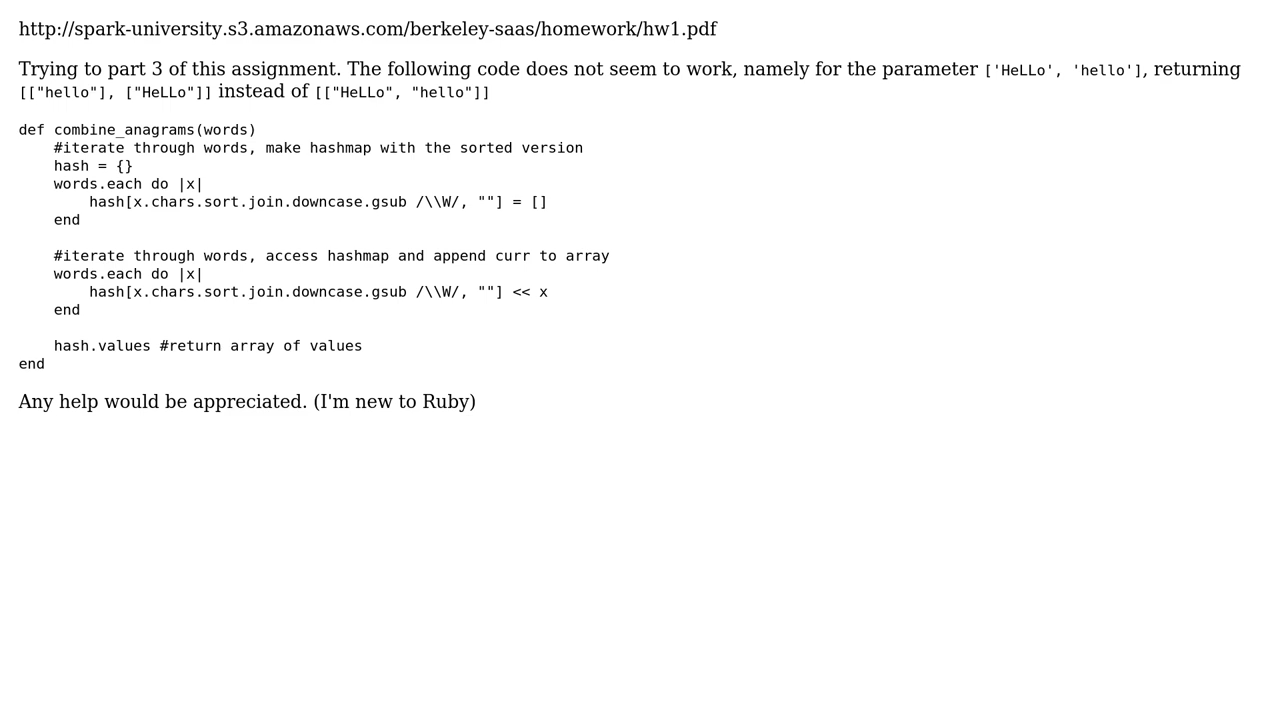 http://spark-university.s3.amazonaws.com/berkeley-saas/homework/hw1.pdf
Trying to part 3 of this assignment. The following code does not seem to work, namely for the parameter ['HeLLo', 'hello'], returning
[["hello"], ["HeLLo"]] instead of [["HeLLo", "hello"]]
def combine_anagrams(words)
    #iterate through words, make hashmap with the sorted version
    hash = {}
    words.each do |x|
        hash[x.chars.sort.join.downcase.gsub /\\W/, ""] = []
    end
    #iterate through words, access hashmap and append curr to array
    words.each do |x|
        hash[x.chars.sort.join.downcase.gsub /\\W/, ""] << x
    end
    hash.values #return array of values
end
Any help would be appreciated. (I'm new to Ruby)